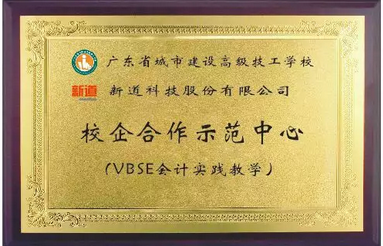 广东省城市建设高级技工学校
新道 新道科技股份有限公司
校企合作示范中心
(VBSE会计实践教学)